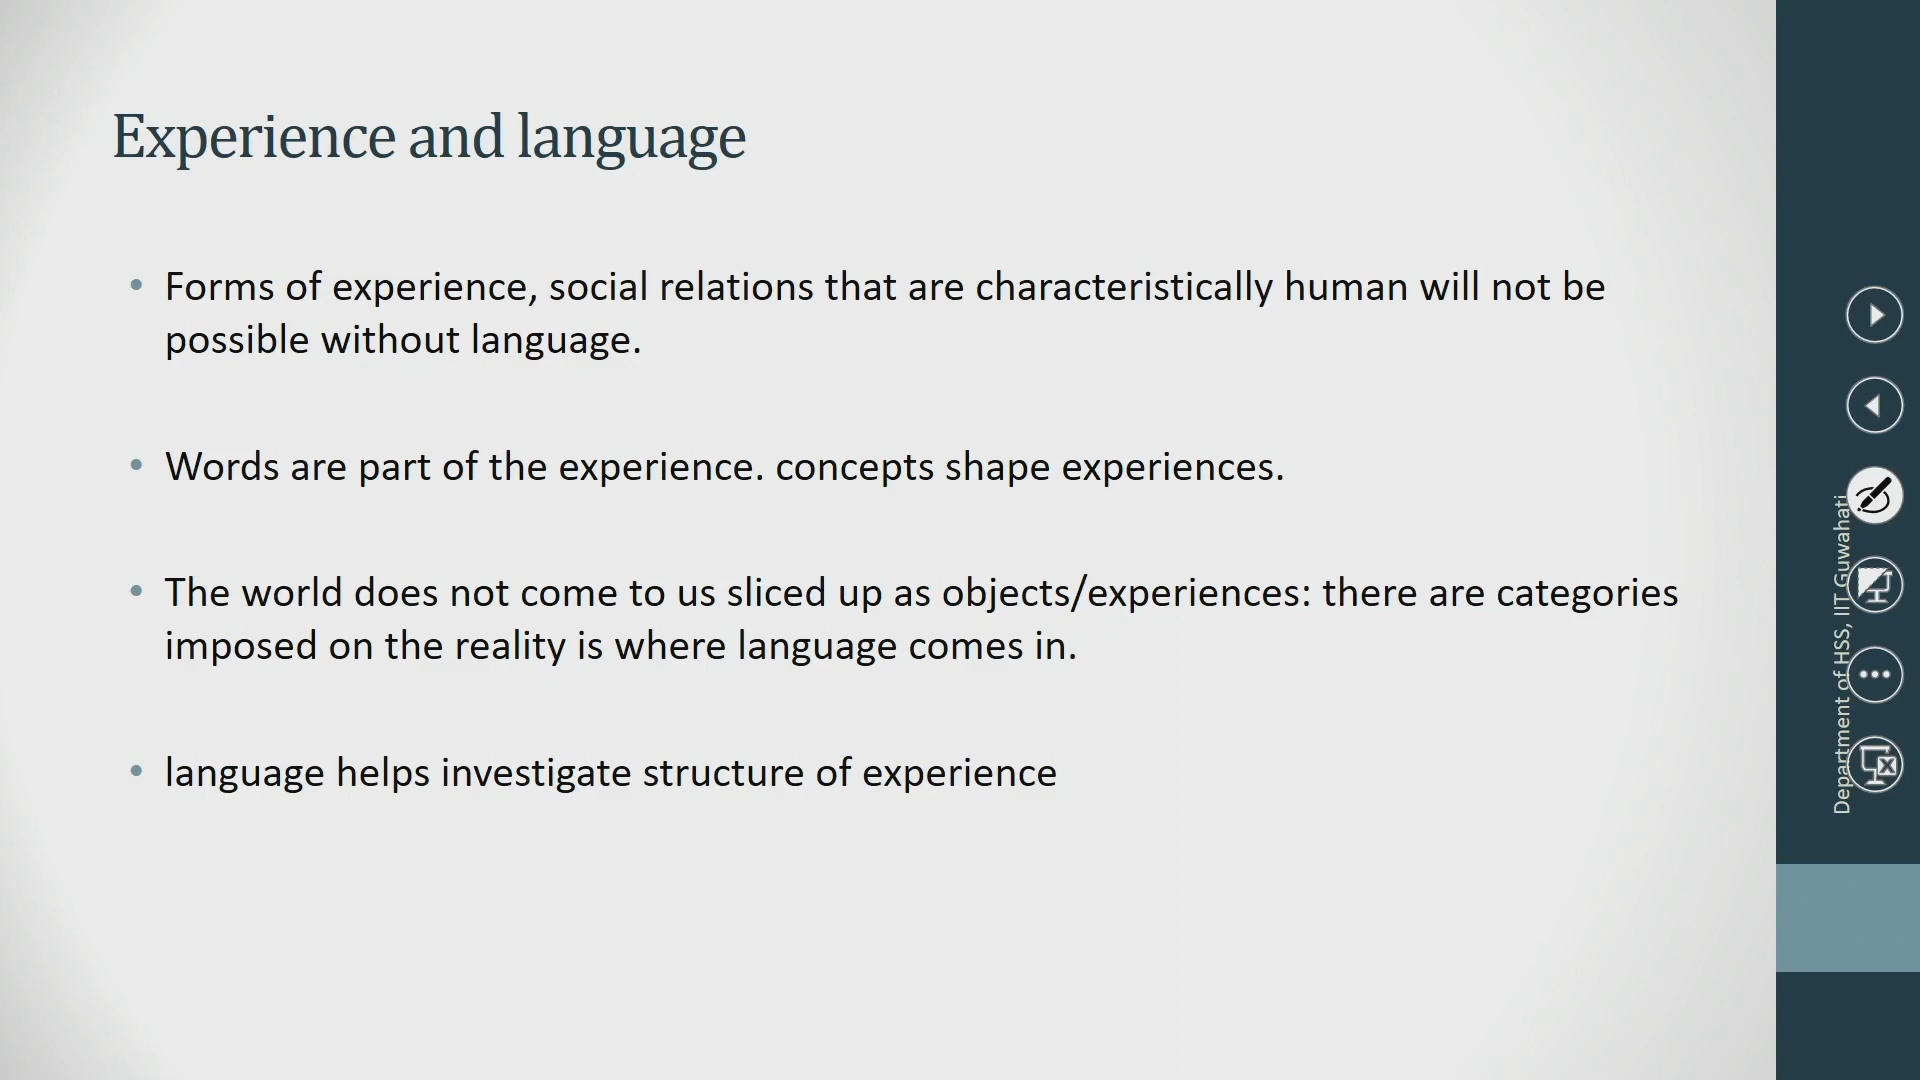 Experience and language
• Forms of experience, social relations that are characteristically human will not be
possible without language.
• Words are part of the experience. concepts shape experiences.
• The world does not come to us sliced up as objects/experiences: there are categories
imposed on the reality is where language comes in.
• language helps investigate structure of experience
Department of HSS, IIT Guwahati